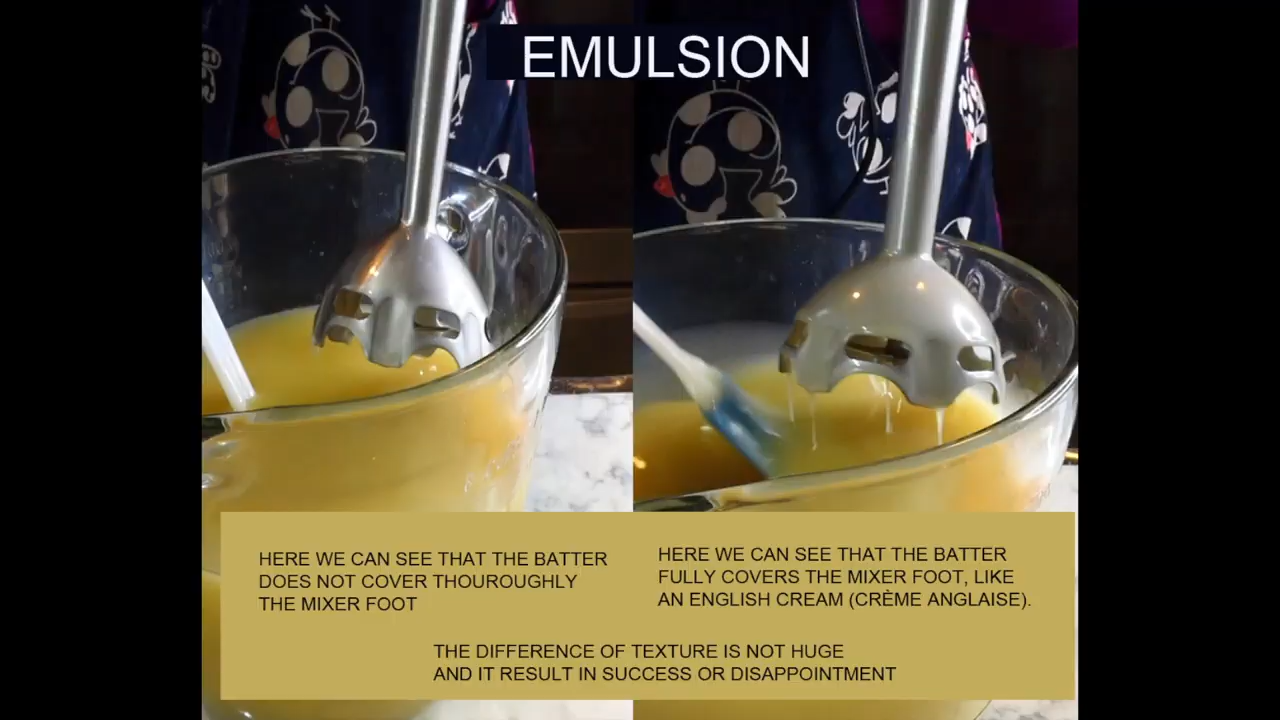 EMULSION
HERE WE CAN SEE THAT THE BATTER
DOES NOT COVER THOUROUGHLY
THE MIXER FOOT
HERE WE CAN SEE THAT THE BATTER
FULLY COVERS THE MIXER FOOT, LIKE
AN ENGLISH CREAM (CRÈME ANGLAISE).
THE DIFFERENCE OF TEXTURE IS NOT HUGE
AND IT RESULT IN SUCCESS OR DISAPPOINTMENT